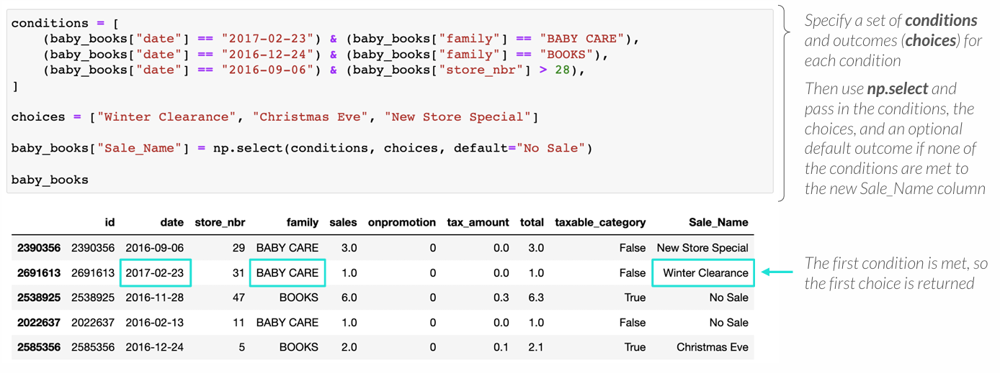 conditions = [
    (baby_books["date"] == "2017-02-23") & (baby_books["family"] == "BABY CARE"),
    (baby_books["date"] == "2016-12-24") & (baby_books["family"] == "BOOKS"),
    (baby_books["date"] == "2016-09-06") & (baby_books["store_nbr"] > 28),
]
choices = ["Winter Clearance", "Christmas Eve", "New Store Special"]
baby_books["Sale_Name"] = np.select(conditions, choices, default="No Sale")
baby_books
Specify a set of conditions
and outcomes (choices) for
each condition
Then use np.select and
pass in the conditions, the
choices, and an optional
default outcome if none of
the conditions are met to
the new Sale_Name column
id date store_nbr family sales onpromotion tax_amount total taxable_category Sale_Name
2390356 2390356 2016-09-06 29 BABY CARE 3.0 0 0.0 3.0 False New Store Special
2691613 2691613 2017-02-23 31 BABY CARE 1.0 0 0.0 1.0 False Winter Clearance
2538925 2538925 2016-11-28 47 BOOKS 6.0 0 0.3 6.3 True No Sale
2022637 2022637 2016-02-13 11 BABY CARE 1.0 0 0.0 1.0 False No Sale
2585356 2585356 2016-12-24 5 BOOKS 2.0 0 0.1 2.1 True Christmas Eve
The first condition is met, so
the first choice is returned